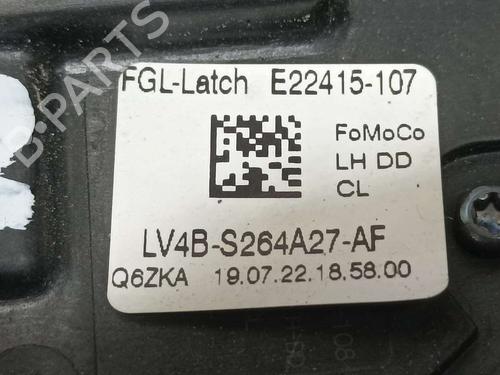 FGL-Latch E22415-107
FoMoCo
LH DD
CL
LV4B-S264A27-AF
Q6ZKA 19.07.22.18.58.00
B-PARTS